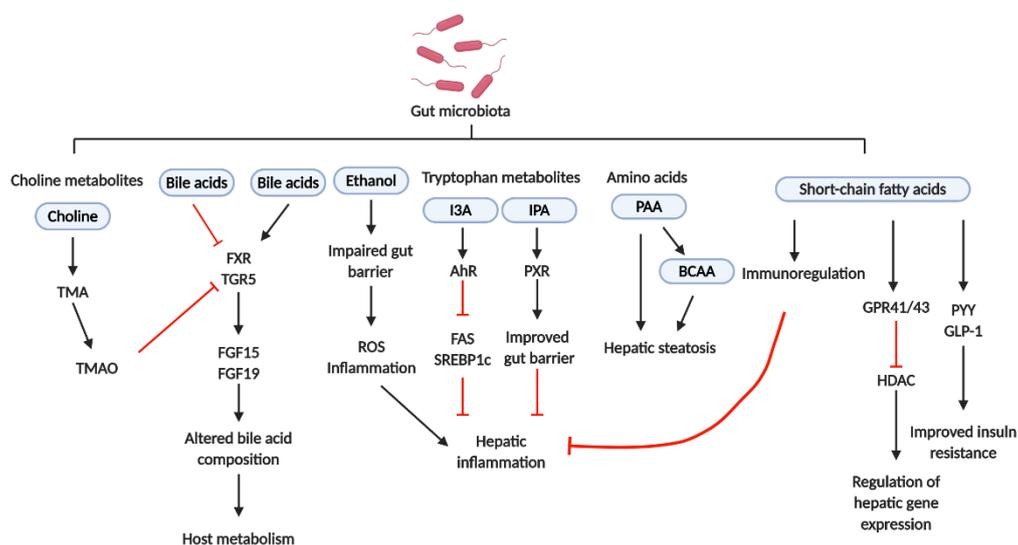 Gut microbiota
Choline metabolites
Choline
TMA
TMAO
Bile acids
Bile acids
FXR
TGR5
FGF15
FGF19
Altered bile acid
composition
Host metabolism
Ethanol
Impaired gut
barrier
ROS
Inflammation
Tryptophan metabolites
I3A
IPA
AhR
PXR
FAS
SREBP1c
Improved
gut barrier
Hepatic
inflammation
Amino acids
PAA
BCAA
Hepatic steatosis
Short-chain fatty acids
Immunoregulation
GPR41/43
HDAC
Regulation of
hepatic gene
expression
PYY
GLP-1
Improved insuln
resistance